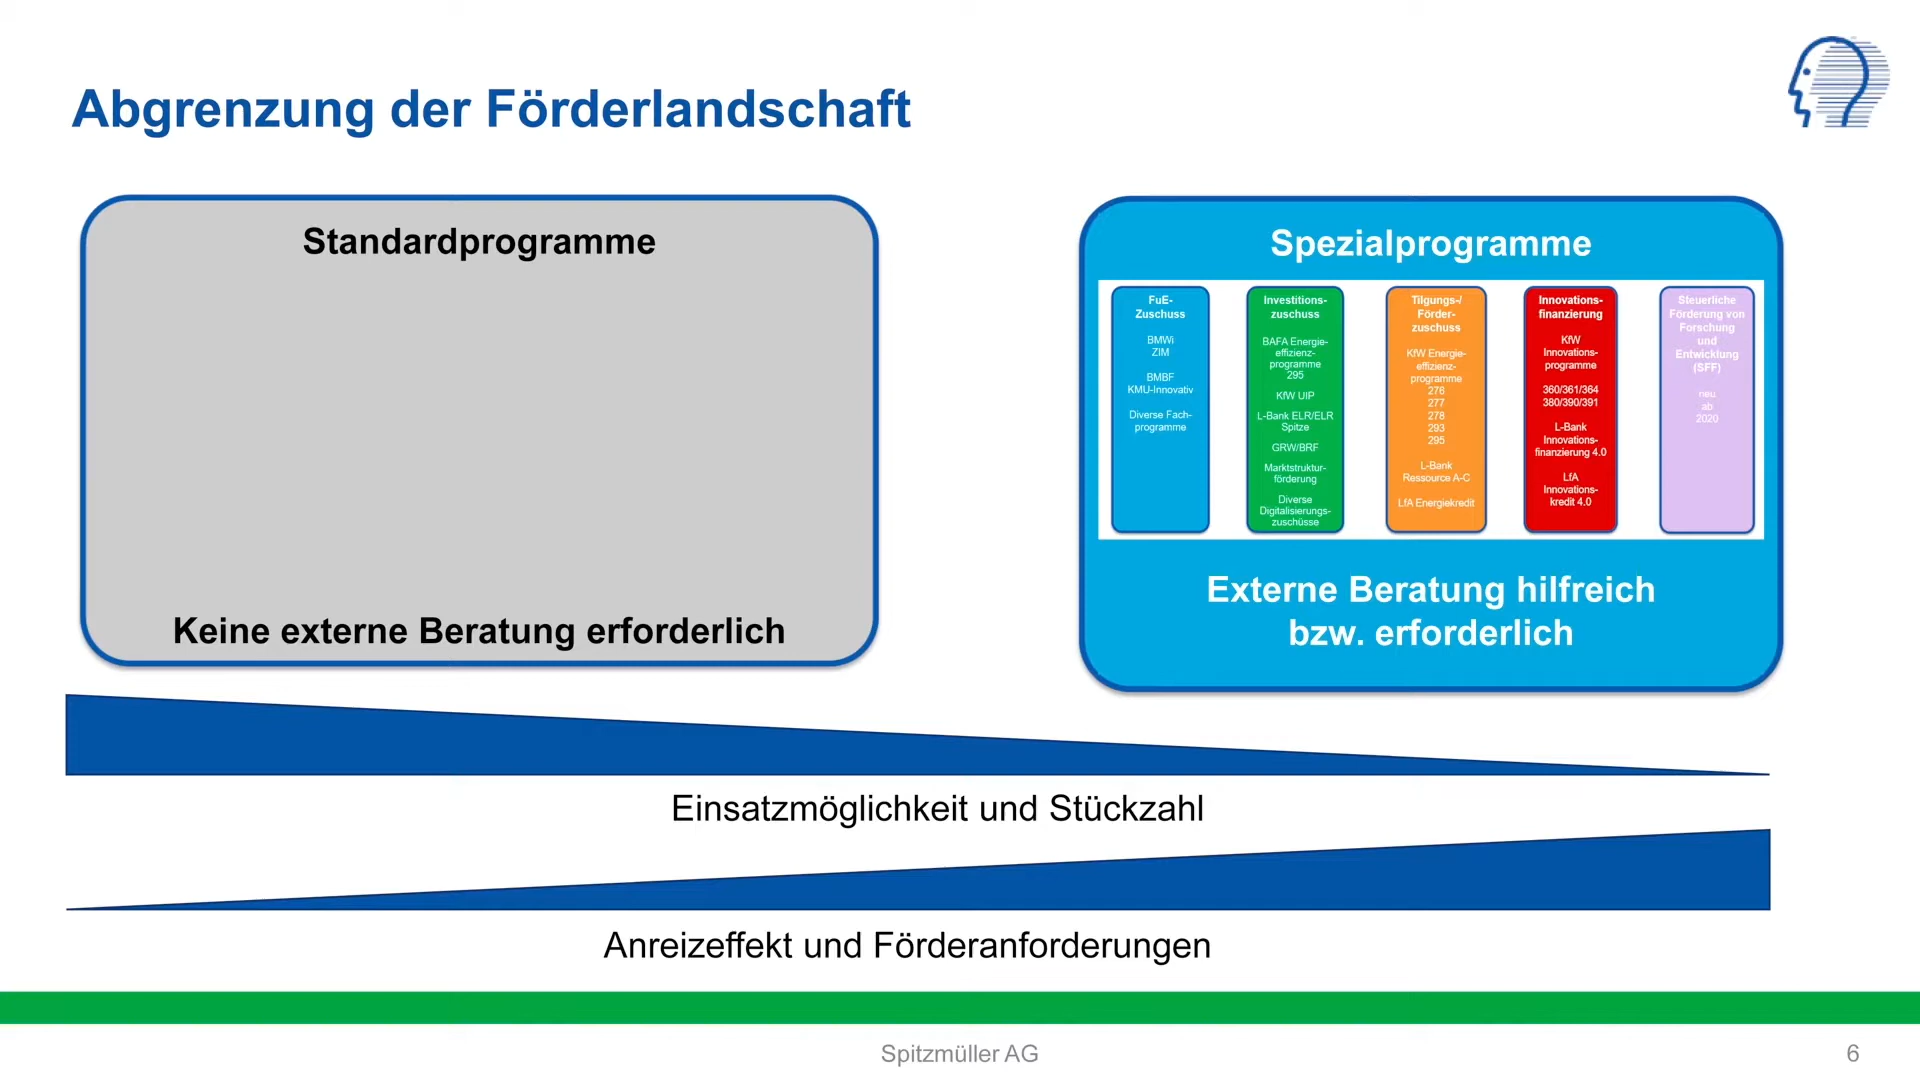 Abgrenzung der Förderlandschaft
Standardprogramme
Keine externe Beratung erforderlich
Spezialprogramme
FuE-
Zuschuss
BMWi
ZIM
BMBF
KMU-Innovativ
Diverse Fach-
programme
Investitions-
zuschuss
BAFA Energie-
effizienz-
programme
295
KfW UIP
L-Bank ELR/ELR
Spitze
GRW/BRF
Marktstruktur-
förderung
Diverse
Digitalisierungs-
zuschüsse
Tilgungs-/
Förder-
zuschuss
KfW Energie-
effizienz-
programme
276
277
278
293
295
L-Bank
Ressource A-C
LfA Energiekredit
Innovations-
finanzierung
KfW
Innovations-
programme
360/361/364
380/390/391
L-Bank
Innovations-
finanzierung 4.0
LfA
Innovations-
kredit 4.0
Steuerliche
Förderung von
Forschung
und
Entwicklung
(SFF)
neu
ab
2020
Externe Beratung hilfreich
bzw. erforderlich
Einsatzmöglichkeit und Stückzahl
Anreizeffekt und Förderanforderungen
Spitzmüller AG
6